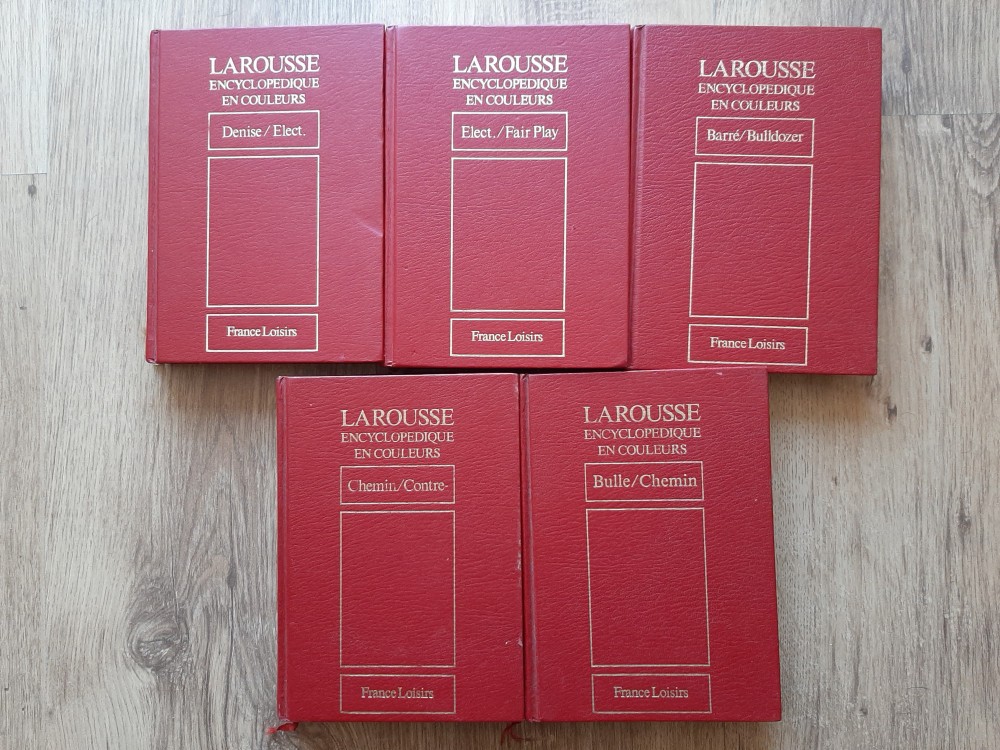 LAROUSSE
ENCYCLOPEDIQUE
EN COULEURS
Denise/Elect.
France Loisirs
LAROUSSE
ENCYCLOPEDIQUE
EN COULEURS
Elect./Fair Play
France Loisirs
LAROUSSE
ENCYCLOPEDIQUE
EN COULEURS
Barré/Bulldozer
France Loisirs
LAROUSSE
ENCYCLOPEDIQUE
EN COULEURS
Chemin/Contre-
France Loisirs
LAROUSSE
ENCYCLOPEDIQUE
EN COULEURS
Bulle/Chemin
France Loisirs